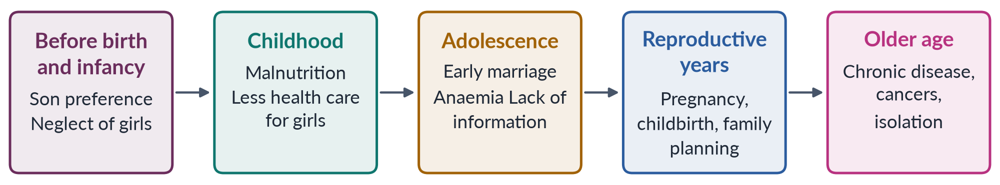 Before birth
and infancy
Son preference
Neglect of girls
Childhood
Malnutrition
Less health care
for girls
Adolescence
Early marriage
Anaemia Lack of
information
Reproductive
years
Pregnancy,
childbirth, family
planning
Older age
Chronic disease,
cancers,
isolation